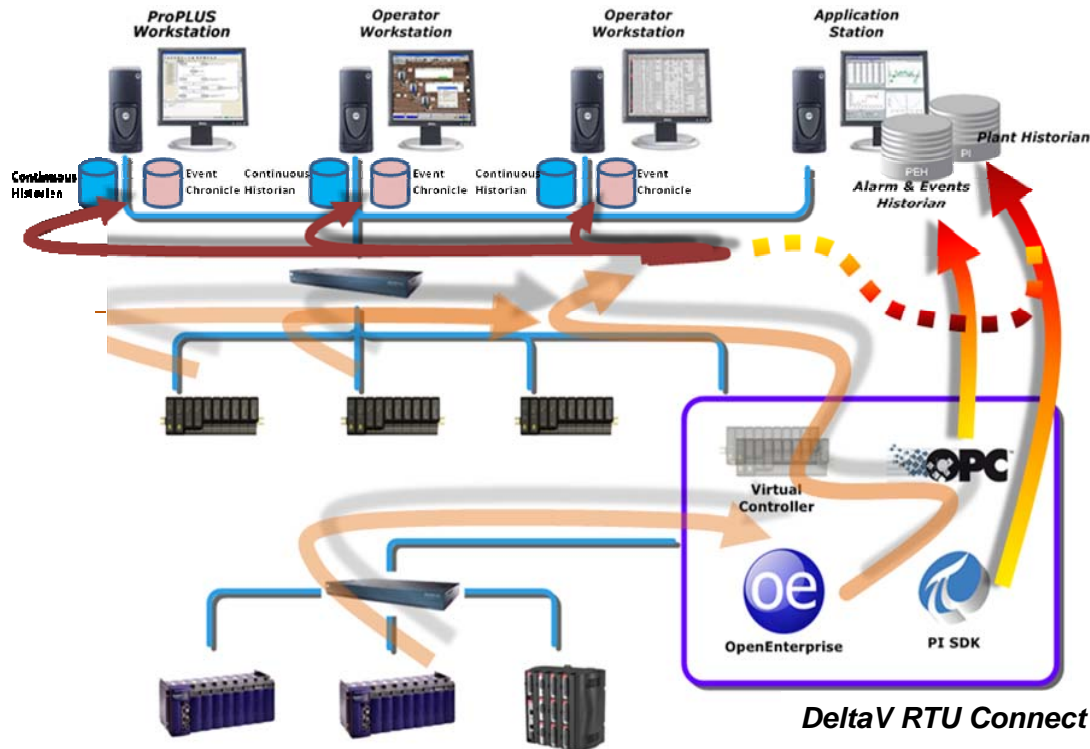 ProPLUS
Workstation
Operator
Workstation
Operator
Workstation
Application
Station
Plant Historian
PI
Continuous
Historian
Event
Chronicle
Continuous
Historian
Event
Chronicle
Continuous
Historian
Event
Chronicle
PEH
Alarm & Events
Historian
Virtual
Controller
OPC
oe
OpenEnterprise
PI SDK
DeltaV RTU Connect